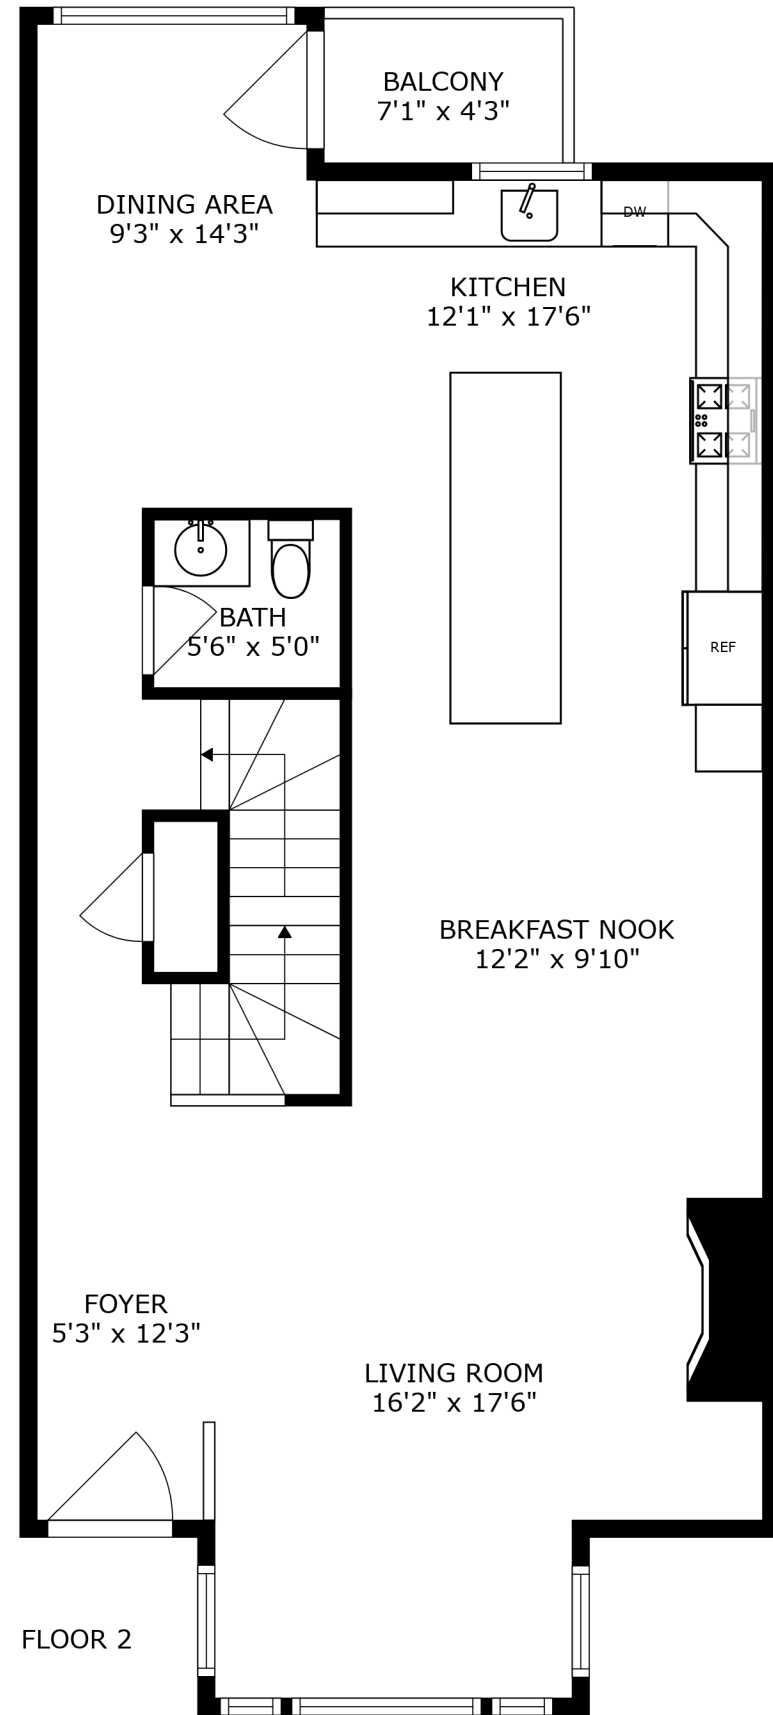 BALCONY
7'1" x 4'3"
DINING AREA
9'3" x 14'3"
DW
KITCHEN
12'1" x 17'6"
BATH
5'6" x 5'0"
REF
BREAKFAST NOOK
12'2" x 9'10"
FOYER
5'3" x 12'3"
LIVING ROOM
16'2" x 17'6"
FLOOR 2